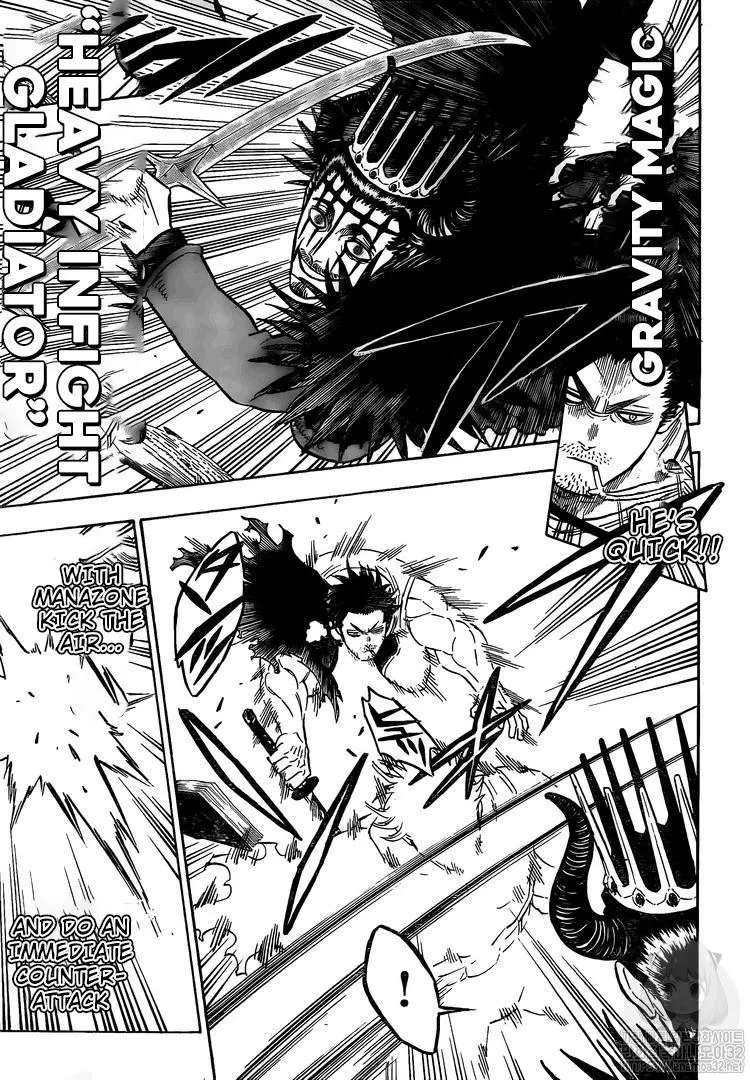 GRAVITY MAGIC
"HEAVY INFIGHT
GLADIATOR"
HE'S
QUICK!!
WITH
MANAZONE
KICK THE
AIR...
!
AND DO AN
IMMEDIATE
COUNTER-
ATTACK